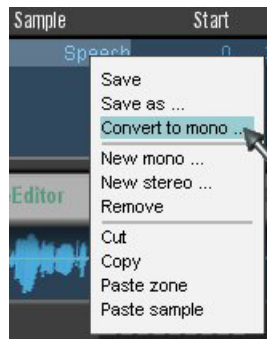 Sample Start
Speech 0
Save
Save as ...
Convert to mono ...
New mono ...
New stereo ...
Remove
Editor
Cut
Copy
Paste zone
Paste sample